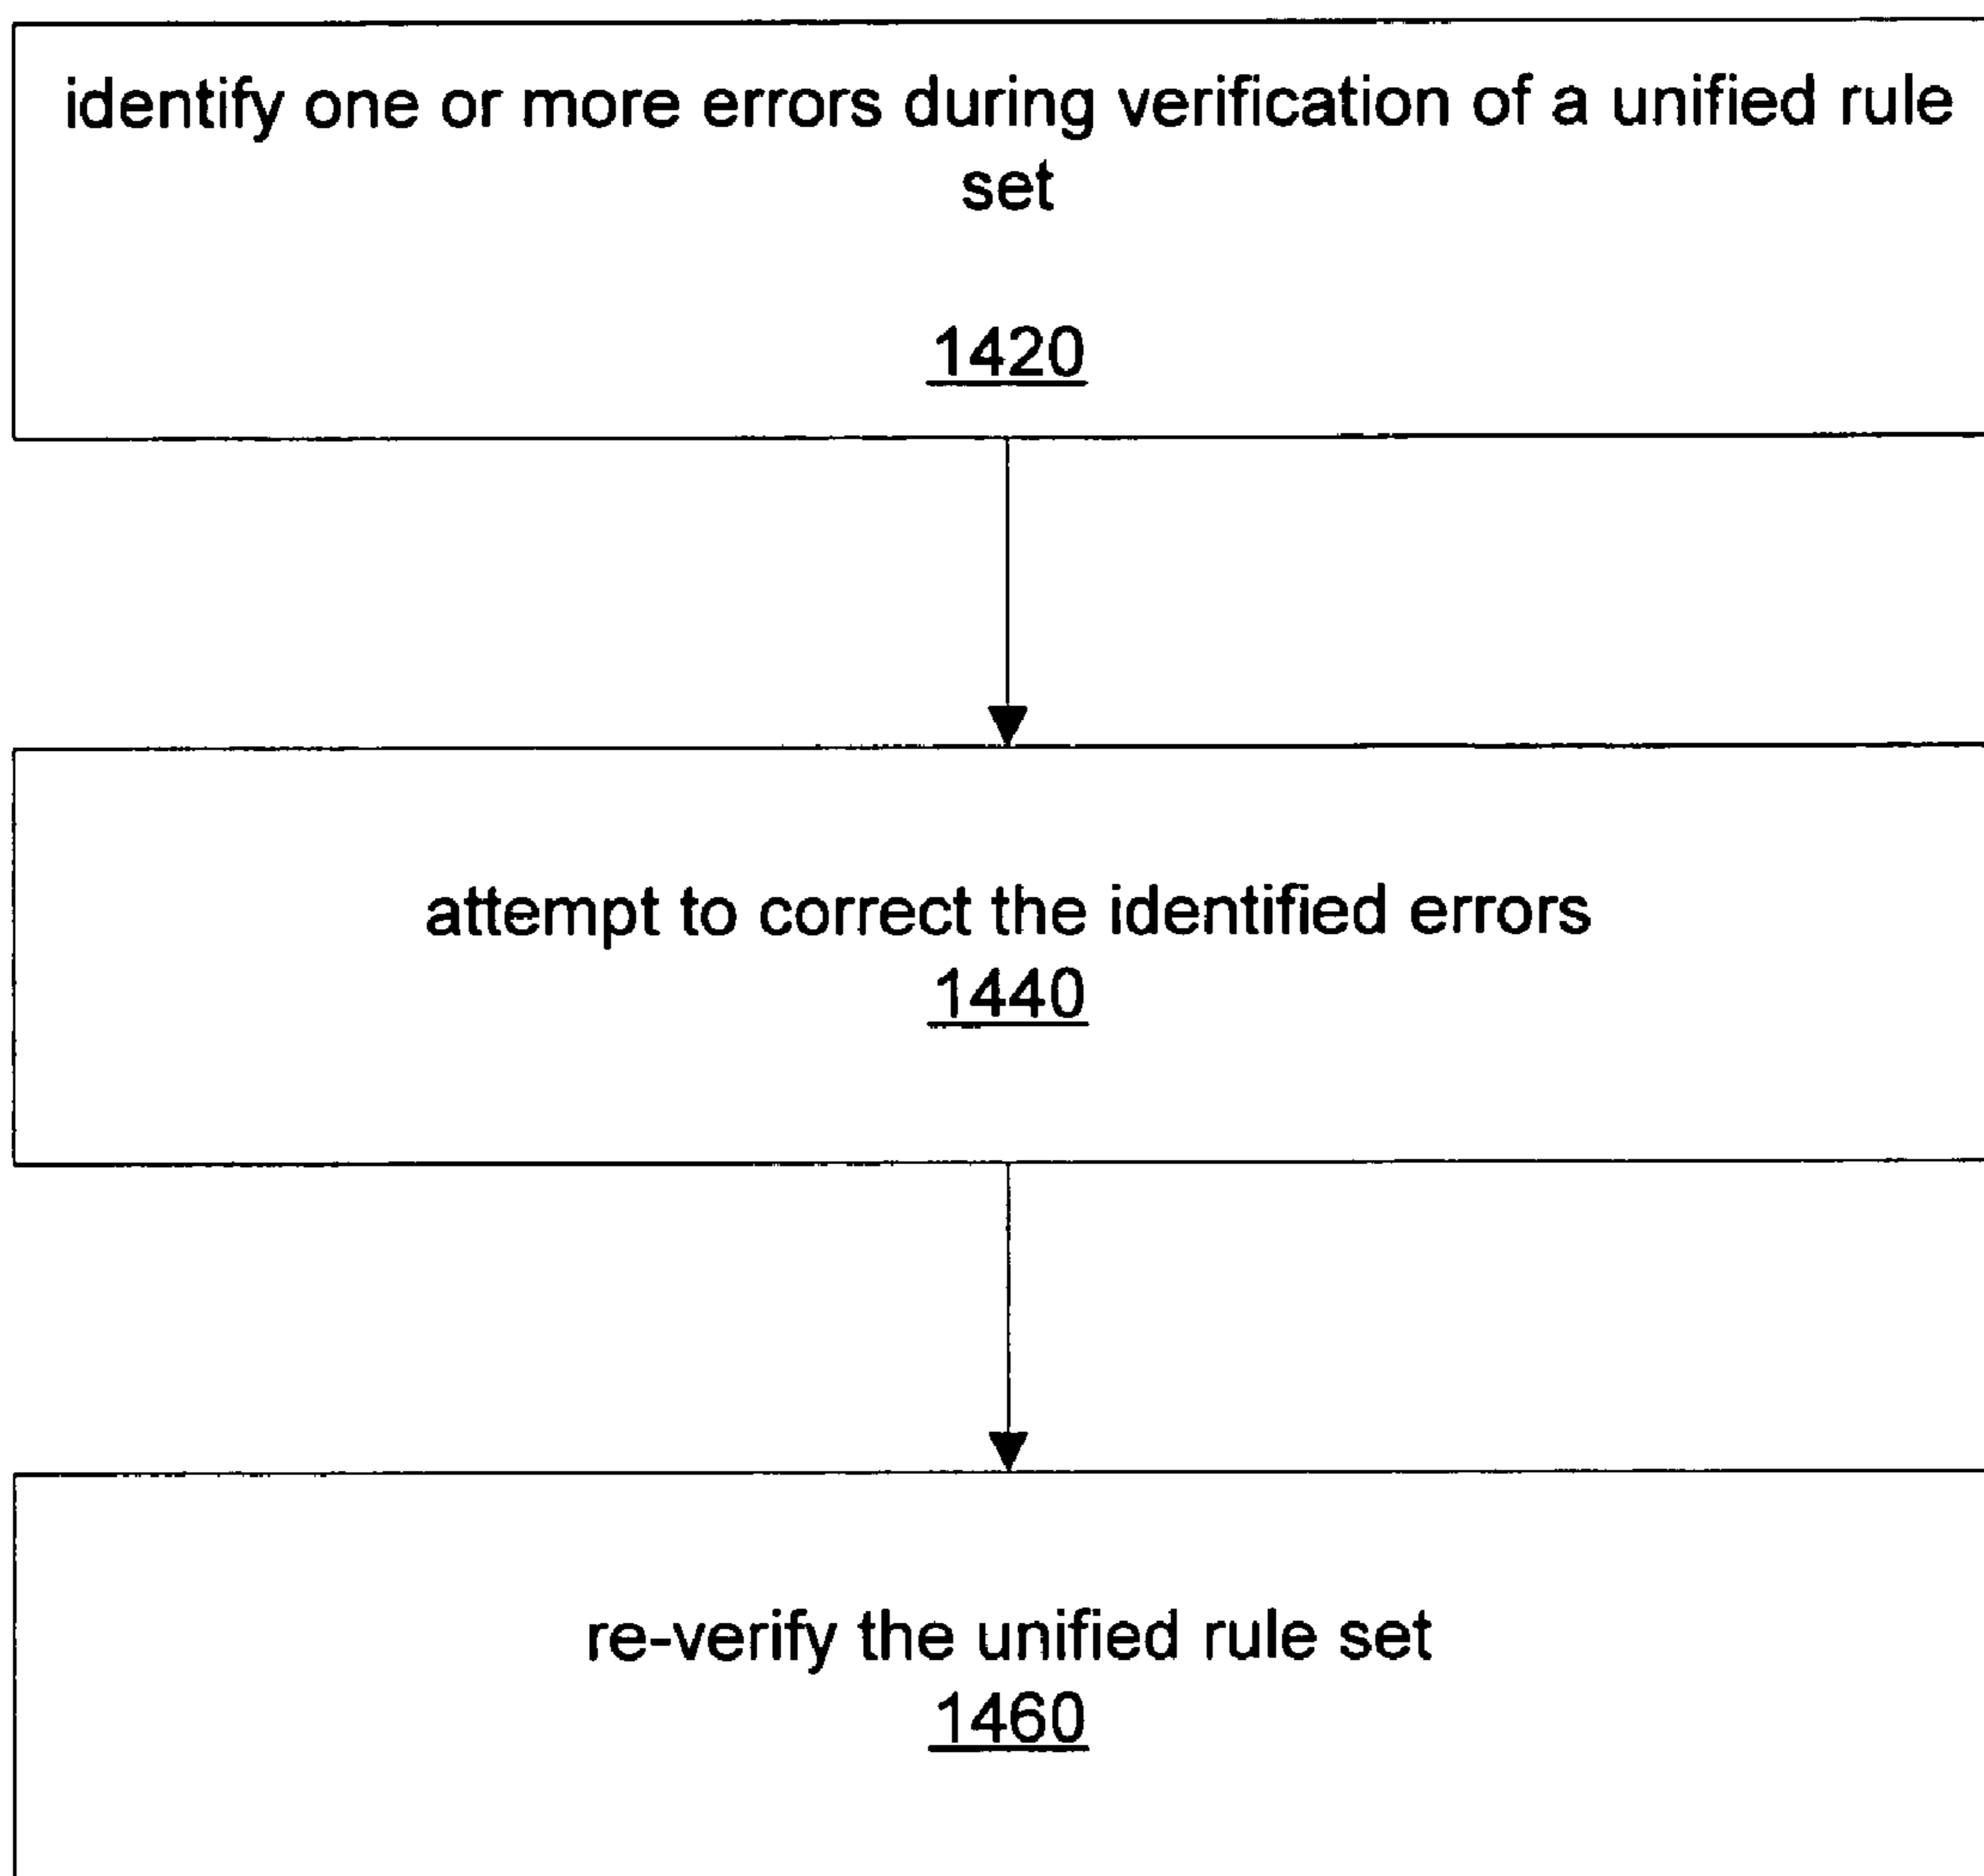 identify one or more errors during verification of a unified rule
set
1420
attempt to correct the identified errors
1440
re-verify the unified rule set
1460